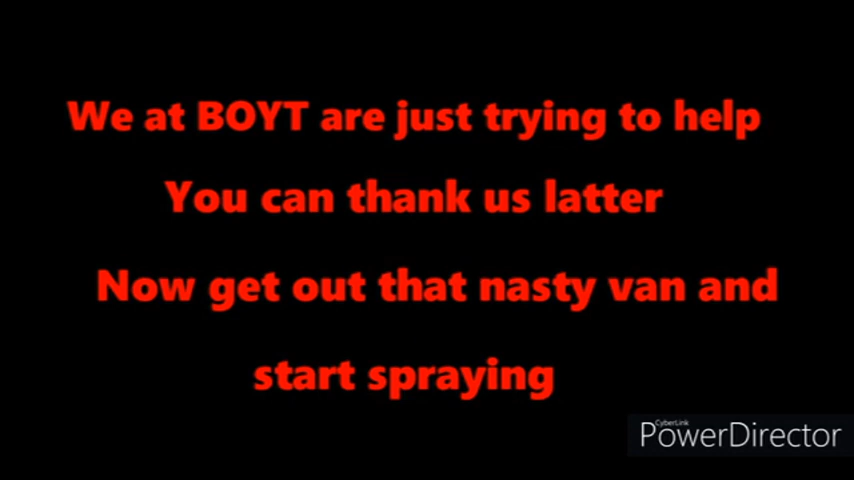 We at BOYT are just trying to help
You can thank us latter
Now get out that nasty van and
start spraying
CyberLink
PowerDirector